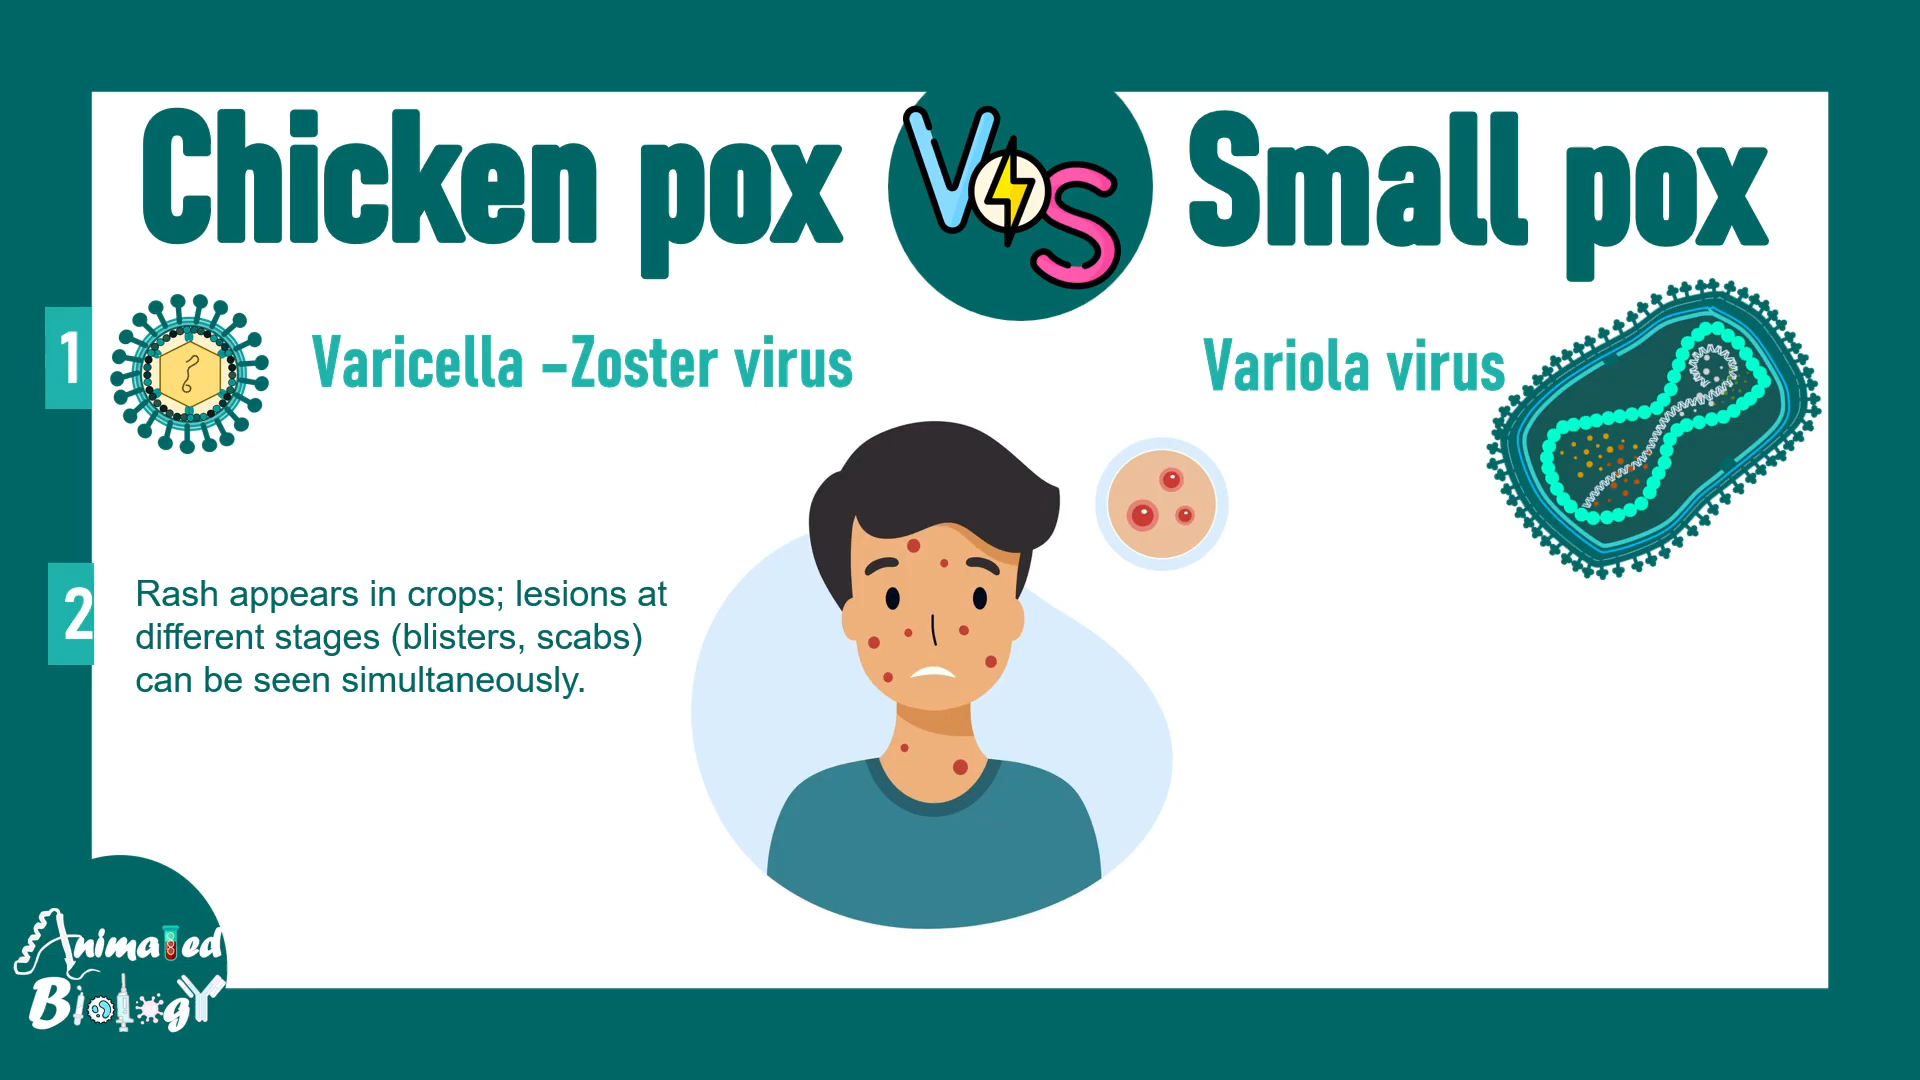 Chicken pox VS Small pox
1 Varicella –Zoster virus Variola virus
2 Rash appears in crops; lesions at
different stages (blisters, scabs)
can be seen simultaneously.
Animated
Biology